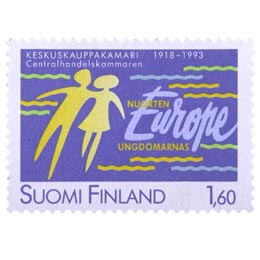 KESKUSKAUPPAKAMARI 1918–1993
Centralhandelskammaren
NUORTEN
Europe
UNGDOMARNAS
SUOMI FINLAND 1,60